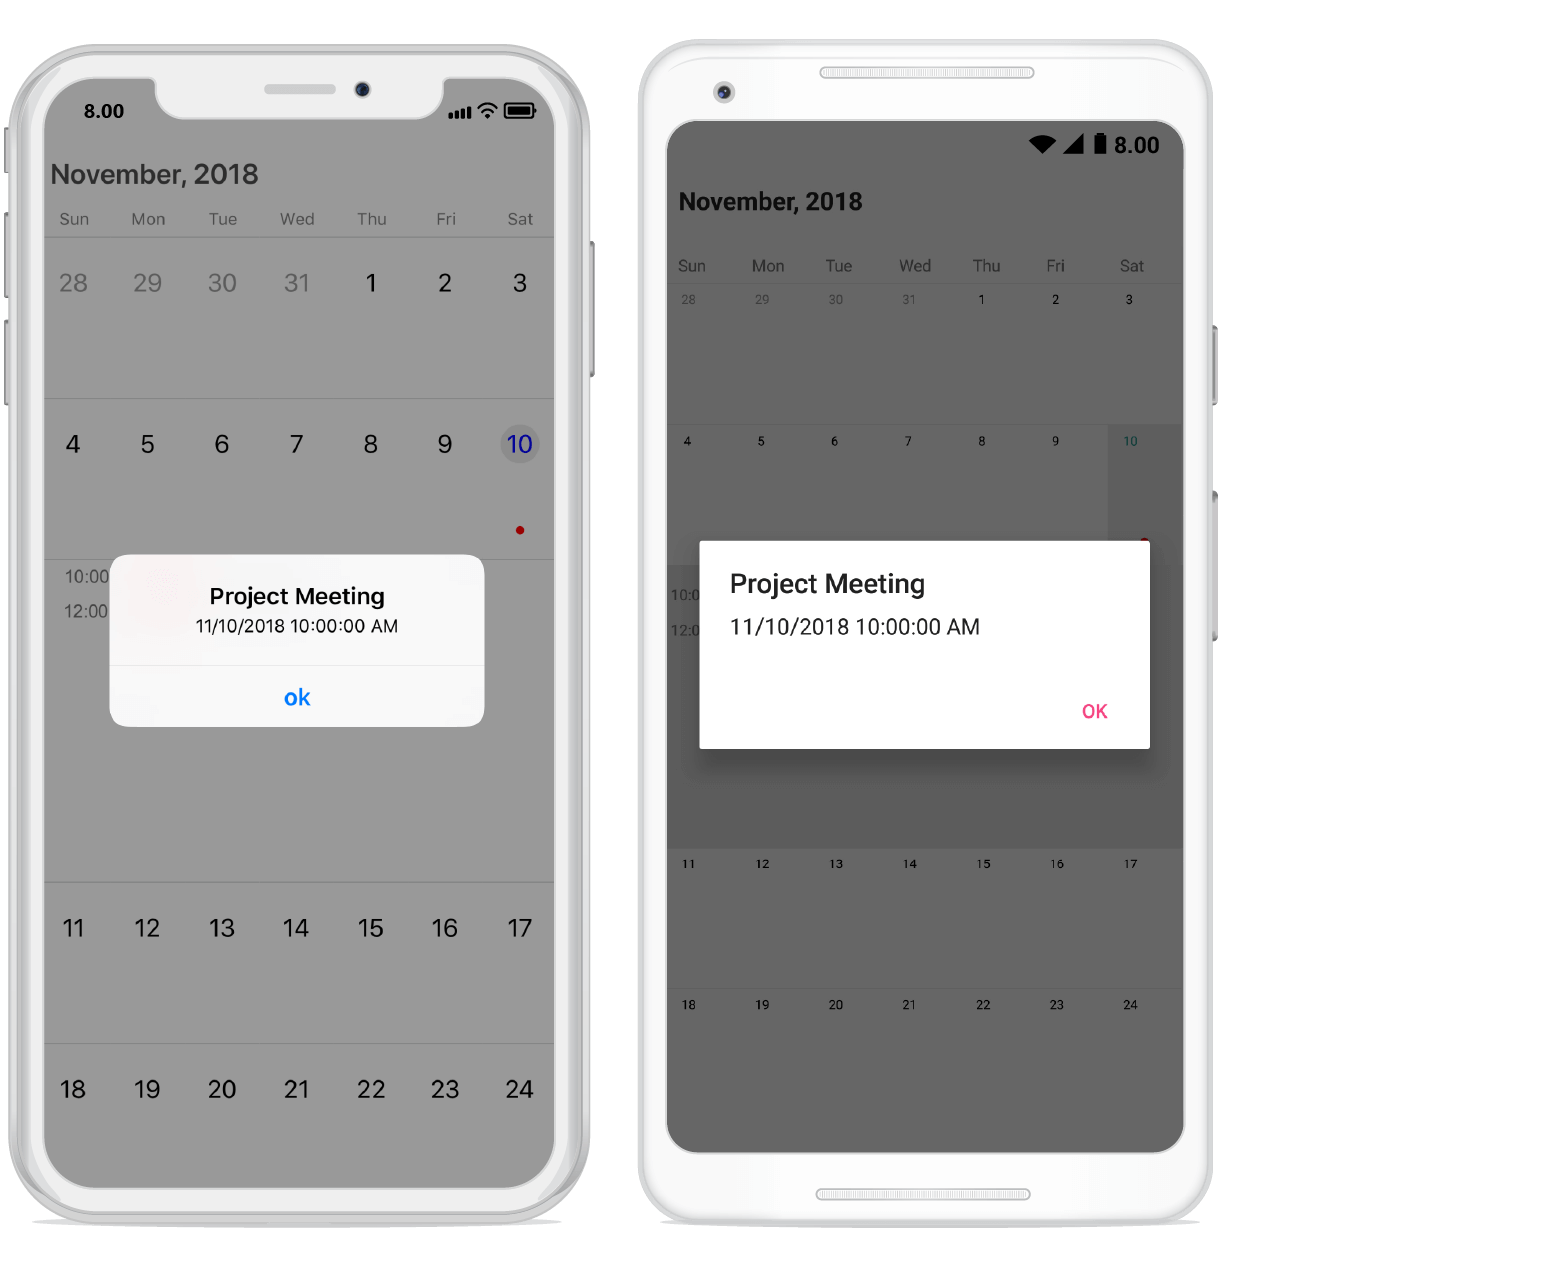 8.00
November, 2018
Sun Mon Tue Wed Thu Fri Sat
28 29 30 31 1 2 3
4 5 6 7 8 9 10
10:00
12:00
Project Meeting
11/10/2018 10:00:00 AM
ok
11 12 13 14 15 16 17
18 19 20 21 22 23 24
8.00
November, 2018
Sun Mon Tue Wed Thu Fri Sat
28 29 30 31 1 2 3
4 5 6 7 8 9 10
10:0
12:0
Project Meeting
11/10/2018 10:00:00 AM
OK
11 12 13 14 15 16 17
18 19 20 21 22 23 24